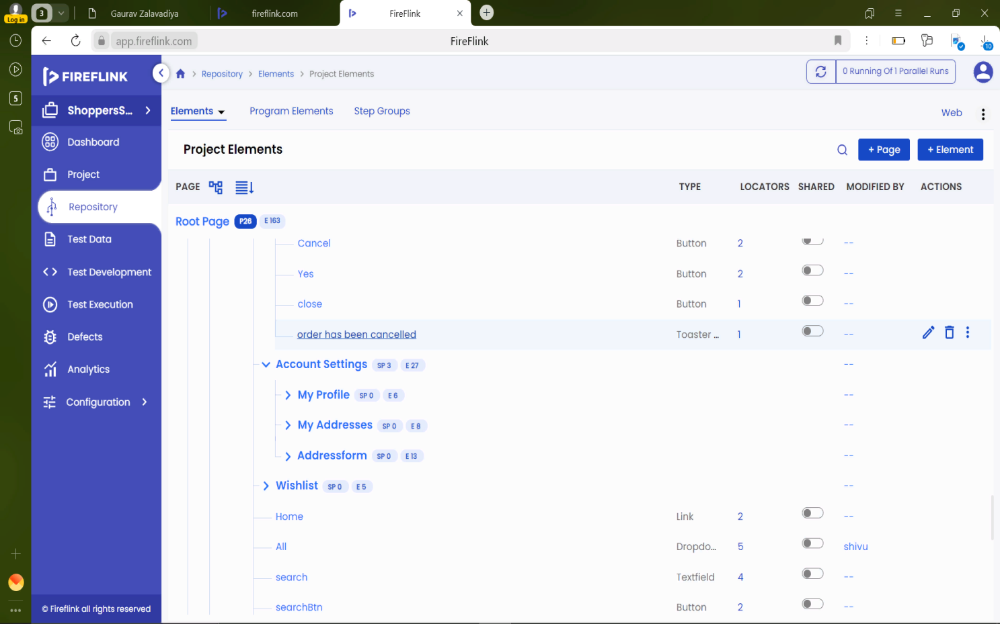 3
Gaurav Zalavadiya
fireflink.com
FireFlink
Log in
app.fireflink.com
FireFlink
10
5
FIREFLINK
Repository
Elements
Project Elements
0 Running Of 1 Parallel Runs
ShoppersS...
Elements
Program Elements
Step Groups
Web
Dashboard
Project
Repository
Test Data
Test Development
Test Execution
Defects
Analytics
Configuration
© Fireflink all rights reserved
Project Elements
+ Page
+ Element
PAGE
TYPE
LOCATORS
SHARED
MODIFIED BY
ACTIONS
Root Page P26 E 163
Cancel Button 2 --
Yes Button 2 --
close Button 1 --
order has been cancelled Toaster ... 1 --
Account Settings SP 3 E 27 --
My Profile SP 0 E 6 --
My Addresses SP 0 E 8 --
Addressform SP 0 E 13 --
Wishlist SP 0 E 5 --
Home Link 2 --
All Dropdo... 5 shivu
search Textfield 4 --
searchBtn Button 2 --